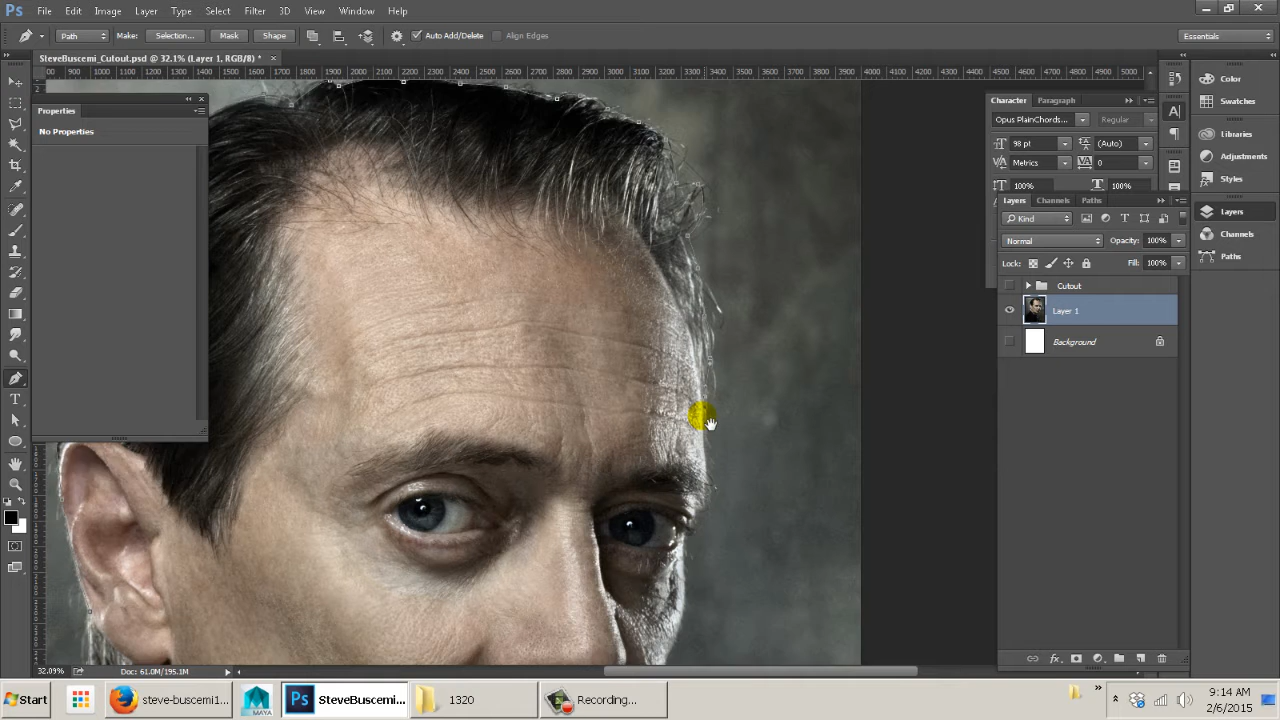 Ps File Edit Image Layer Type Select Filter 3D View Window Help
Path Make: Selection... Mask Shape Auto Add/Delete Align Edges Essentials
SteveBuscemi_Cutout.psd @ 32.1% (Layer 1, RGB/8) * ×
900 1000 1100 1200 1300 1400 1500 1600 1700 1800 1900 2000 2100 2200 2300 2400 2500 2600 2700 2800 2900 3000 3100 3200 3300 3400 3500 3600 3700 3800 3900 4000 4100 4200 4300 4400 4500 4600 4700 4800 4900 5000
Properties
No Properties
Character Paragraph
Opus PlainChords... Regular
98 pt (Auto)
Metrics 0
100% 100%
Layers Channels Paths
Kind
Normal Opacity: 100%
Lock: Fill: 100%
Cutout
Layer 1
Background
Color
Swatches
Libraries
Adjustments
Styles
Layers
Channels
Paths
32.09% Doc: 61.0M/195.1M
Start steve-buscemi1... MAYA Ps SteveBuscemi... 1320 Recording...
9:14 AM
2/6/2015